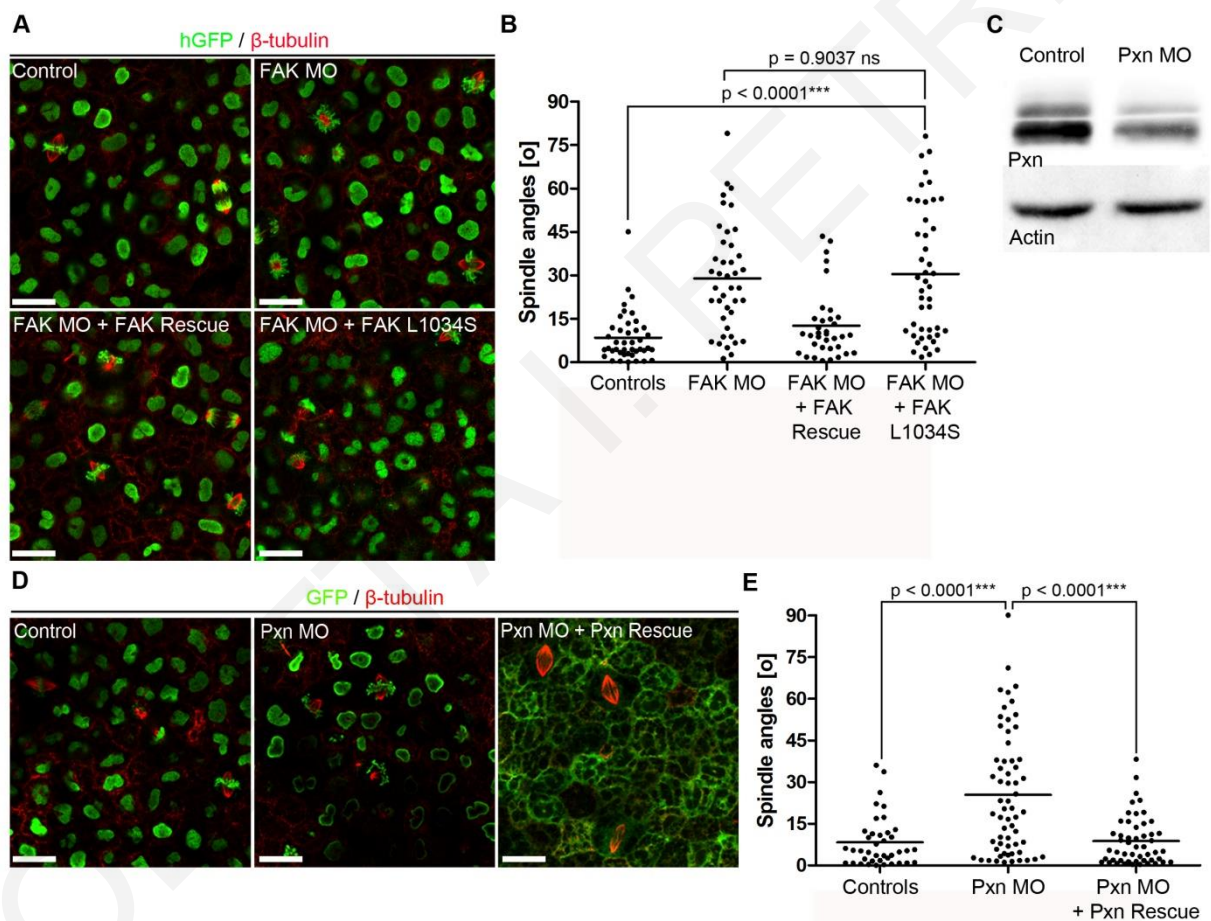 A
hGFP / β-tubulin
Control
FAK MO
FAK MO + FAK Rescue
FAK MO + FAK L1034S
B
p = 0.9037 ns
p < 0.0001***
Spindle angles [o]
90
75
60
45
30
15
0
Controls
FAK MO
FAK MO
+ FAK
Rescue
FAK MO
+ FAK
L1034S
C
Control
Pxn MO
Pxn
Actin
D
GFP / β-tubulin
Control
Pxn MO
Pxn MO + Pxn Rescue
E
p < 0.0001***
p < 0.0001***
Spindle angles [o]
90
75
60
45
30
15
0
Controls
Pxn MO
Pxn MO
+ Pxn Rescue